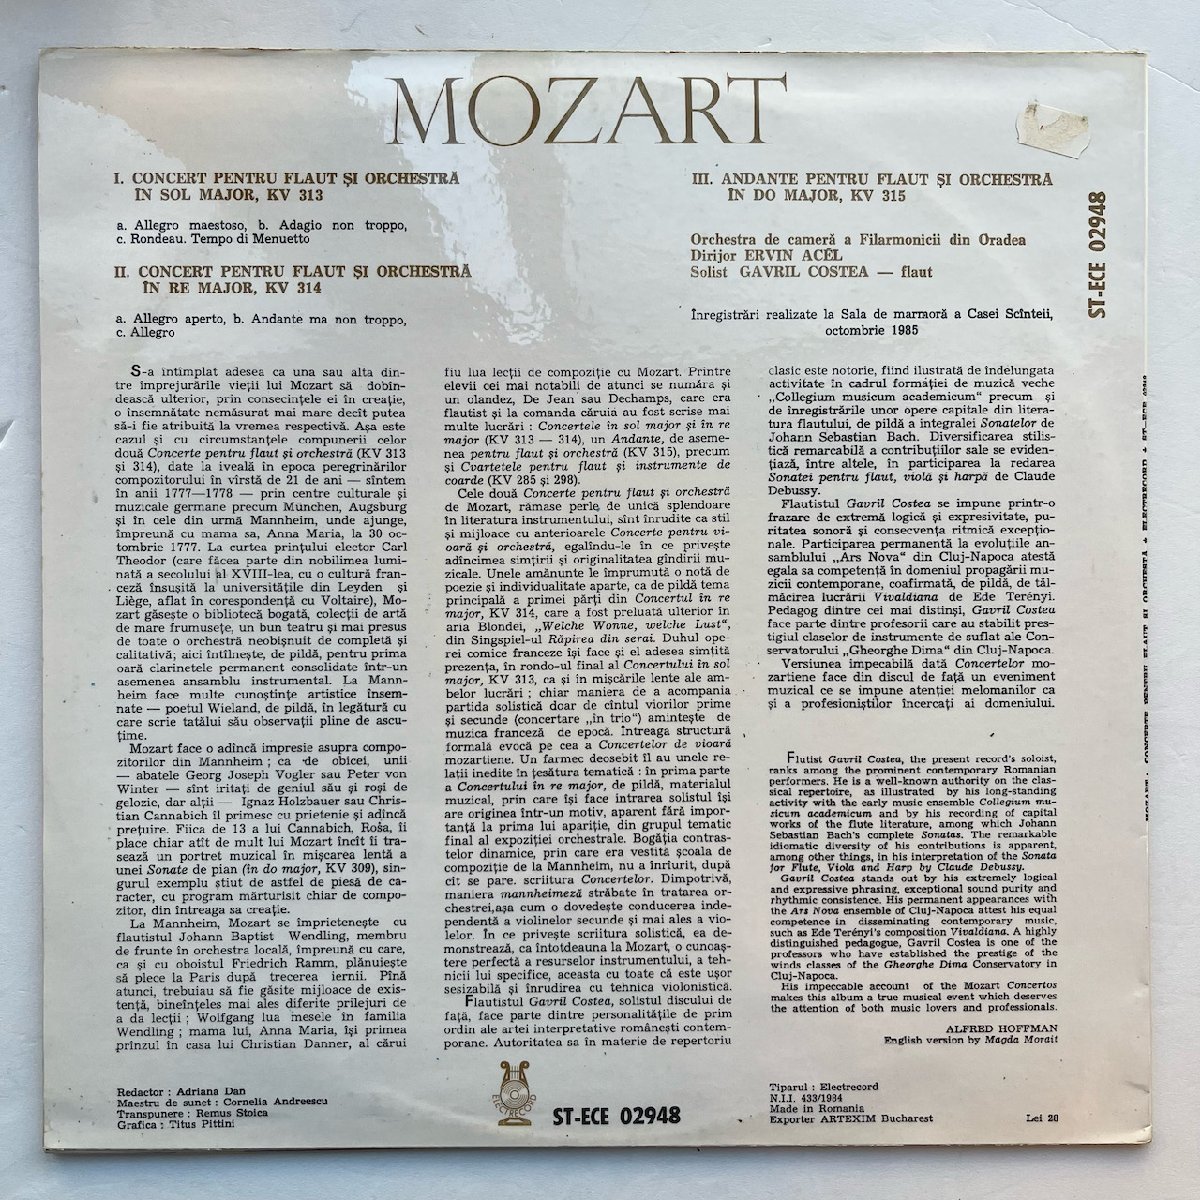 MOZART
I. CONCERT PENTRU FLAUT ȘI ORCHESTRĂ
ÎN SOL MAJOR, KV 313
a. Allegro maestoso, b. Adagio non troppo,
c. Rondeau. Tempo di Menuetto
II. CONCERT PENTRU FLAUT ȘI ORCHESTRĂ
ÎN RE MAJOR, KV 314
a. Allegro aperto, b. Andante ma non troppo,
c. Allegro
III. ANDANTE PENTRU FLAUT ȘI ORCHESTRĂ
ÎN DO MAJOR, KV 315
Orchestra de cameră a Filarmonicii din Oradea
Dirijor ERVIN ACÉL
Solist GAVRIL COSTEA — flaut
Înregistrări realizate la Sala de marmoră a Casei Scînteii,
octombrie 1985
ST-ECE 02948
S-a întîmplat adesea ca una sau alta din-
tre împrejurările vieții lui Mozart să dobîn-
dească ulterior, prin consecințele ei în creație,
o însemnătate nemăsurat mai mare decît putea
să-i fie atribuită la vremea respectivă. Așa este
cazul și cu circumstanțele compunerii celor
două Concerte pentru flaut și orchestră (KV 313
și 314), date la iveală în epoca peregrinărilor
compozitorului în vîrstă de 21 de ani — sîntem
în anii 1777—1778 — prin centre culturale și
muzicale germane precum München, Augsburg
și în cele din urmă Mannheim, unde ajunge,
împreună cu mama sa, Anna Maria, la 30 oc-
tombrie 1777. La curtea prințului elector Carl
Theodor (care făcea parte din nobilimea lumi-
nată a secolului al XVIII-lea, cu o cultură fran-
ceză însușită la universitățile din Leyden și
Liège, aflat în corespondență cu Voltaire), Mo-
zart găsește o bibliotecă bogată, colecții de artă
de mare frumusețe, un bun teatru și mai presus
de toate o orchestră neobișnuit de completă și
calitativă; aici întîlnește, de pildă, pentru prima
oară clarinetele permanent consolidate într-un
asemenea ansamblu instrumental. La Mann-
heim face multe cunoștințe artistice însem-
nate — poetul Wieland, de pildă, în legătură cu
care scrie tatălui său observații pline de ascu-
țime.
Mozart face o adîncă impresie asupra compo-
zitorilor din Mannheim; ca de obicei, unii
— abatele Georg Joseph Vogler sau Peter von
Winter — sînt iritați de geniul său și roși de
gelozie, dar alții — Ignaz Holzbauer sau Chris-
tian Cannabich îl primesc cu prietenie și adîncă
prețuire. Fiica de 13 a lui Cannabich, Roša, îi
place chiar atît de mult lui Mozart încît îi tra-
sează un portret muzical în mișcarea lentă a
unei Sonate de pian (în do major, KV 309), sin-
gurul exemplu știut de astfel de piesă de ca-
racter, cu program mărturisit chiar de compo-
zitor, din întreaga sa creație.
La Mannheim, Mozart se împrietenește cu
flautistul Johann Baptist Wendling, membru
de frunte în orchestra locală, împreună cu care,
ca și cu oboistul Friedrich Ramm, plănuiește
să plece la Paris după trecerea iernii. Pînă
atunci, trebuiau să fie găsite mijloace de exis-
tență, bineînțeles mai ales diferite prilejuri de
a da lecții; Wolfgang lua mesele în familia
Wendling; mama lui, Anna Maria, își primea
prînzul în casa lui Christian Danner, al cărui
fiu lua lecții de compoziție cu Mozart. Printre
elevii cei mai notabili de atunci se număra și
un olandez, De Jean sau Dechamps, care era
flautist și la comanda căruia au fost scrise mai
multe lucrări: Concertele în sol major și în re
major (KV 313 — 314), un Andante, de aseme-
nea pentru flaut și orchestră (KV 315), precum
și Cvartetele pentru flaut și instrumente de
coarde (KV 285 și 298).
Cele două Concerte pentru flaut și orchestră
de Mozart, rămase perle, de unică splendoare
în literatura instrumentului, sînt înrudite ca stil
și mijloace cu anterioarele Concerte pentru vi-
oară și orchestră, egalîndu-le în ce privește
adîncimea simțirii și originalitatea gîndirii mu-
zicale. Unele amănunte le împrumută o notă de
poezie și individualitate aparte, ca de pildă tema
principală a primei părți din Concertul în re
major, KV 314, care a fost preluată ulterior în
aria Blondei, „Welche Wonne, welche Lust“,
din Singspiel-ul Răpirea din serai. Duhul ope-
rei comice franceze își face și el adesea simțită
prezența, în rondo-ul final al Concertului în sol
major, KV 313, ca și în mișcările lente ale am-
belor lucrări; chiar maniera de a acompania
partida solistică doar de cîntul viorilor prime
și secunde (concertare „în trio“) amintește de
muzica franceză de epocă. Întreaga structură
formală evocă pe cea a Concertelor de vioară
mozartiene. Un farmec deosebit îl au unele re-
lații inedite în țesătura tematică: în prima parte
a Concertului în re major, de pildă, materialul
muzical, prin care își face intrarea solistul își
are originea într-un motiv, aparent fără impor-
tanță la prima lui apariție, din grupul tematic
final al expoziției orchestrale. Bogăția contras-
telor dinamice, prin care era vestită școala de
compoziție de la Mannheim, nu a înrîurit, după
cît se pare, scriitura Concertelor. Dimpotrivă,
maniera mannheimeză străbate în tratarea or-
chestrei,așa cum o dovedește conducerea inde-
pendentă a violinelor secunde și mai ales a vio-
lelor. În ce privește scriitura solistică, ea de-
monstrează, ca întotdeauna la Mozart, o cunoaș-
tere perfectă a resurselor instrumentului, a teh-
nicii lui specifice, aceasta cu toate că este ușor
sesizabilă și înrudirea cu tehnica violonistică.
Flautistul Gavril Costea, solistul discului de
față, face parte dintre personalitățile de prim
ordin ale artei interpretative românești contem-
porane. Autoritatea sa în materie de repertoriu
clasic este notorie, fiind ilustrată de îndelungata
activitate în cadrul formației de muzică veche
„Collegium musicum academicum“ precum și
de înregistrările unor opere capitale din litera-
tura flautului, de pildă a integralei Sonatelor de
Johann Sebastian Bach. Diversificarea stilis-
tică remarcabilă a contribuțiilor sale se eviden-
țiază, între altele, în participarea la redarea
Sonatei pentru flaut, violă și harpă de Claude
Debussy.
Flautistul Gavril Costea se impune printr-o
frazare de extremă logică și expresivitate, pu-
ritatea sonoră și consecvența ritmică excepțio-
nale. Participarea permanentă la evoluțiile an-
samblului „Ars Nova“ din Cluj-Napoca atestă
egala sa competență în domeniul propagării mu-
zicii contemporane, coafirmată, de pildă, de tăl-
măcirea lucrării Vivaldiana de Ede Terényi.
Pedagog dintre cei mai distinși, Gavril Costea
face parte dintre profesorii care au stabilit pres-
tigiul claselor de instrumente de suflat ale Con-
servatorului „Gheorghe Dima“ din Cluj-Napoca.
Versiunea impecabilă dată Concertelor mo-
zartiene face din discul de față un eveniment
muzical ce se impune atenției melomanilor ca
și a profesioniștilor încercați ai domeniului.
Flutist Gavril Costea, the present record's soloist,
ranks among the prominent contemporary Romanian
performers. He is a well-known authority on the clas-
sical repertoire, as illustrated by his long-standing
activity with the early music ensemble Collegium mu-
sicum academicum and by his recording of capital
works of the flute literature, among which Johann
Sebastian Bach's complete Sonatas. The remarkable
idiomatic diversity of his contributions is apparent,
among other things, in his interpretation of the Sonata
for Flute, Viola and Harp by Claude Debussy.
Gavril Costea stands out by his extremely logical
and expressive phrasing, exceptional sound purity and
rhythmic consistence. His permanent appearances with
the Ars Nova ensemble of Cluj-Napoca attest his equal
competence in disseminating contemporary music,
such as Ede Terényi's composition Vivaldiana. A highly
distinguished pedagogue, Gavril Costea is one of the
professors who have established the prestige of the
winds classes of the Gheorghe Dima Conservatory in
Cluj-Napoca.
His impeccable account of the Mozart Concertos
makes this album a true musical event which deserves
the attention of both music lovers and professionals.
ALFRED HOFFMAN
English version by Magda Morait
Redactor : Adriana Dan
Maestru de sunet : Cornelia Andreescu
Transpunere : Remus Stoica
Grafica : Titus Pittini
ELECTRECORD
ST-ECE 02948
Tiparul : Electrecord
N.I.I. 433/1984
Made in Romania
Exporter ARTEXIM Bucharest
Lei 28